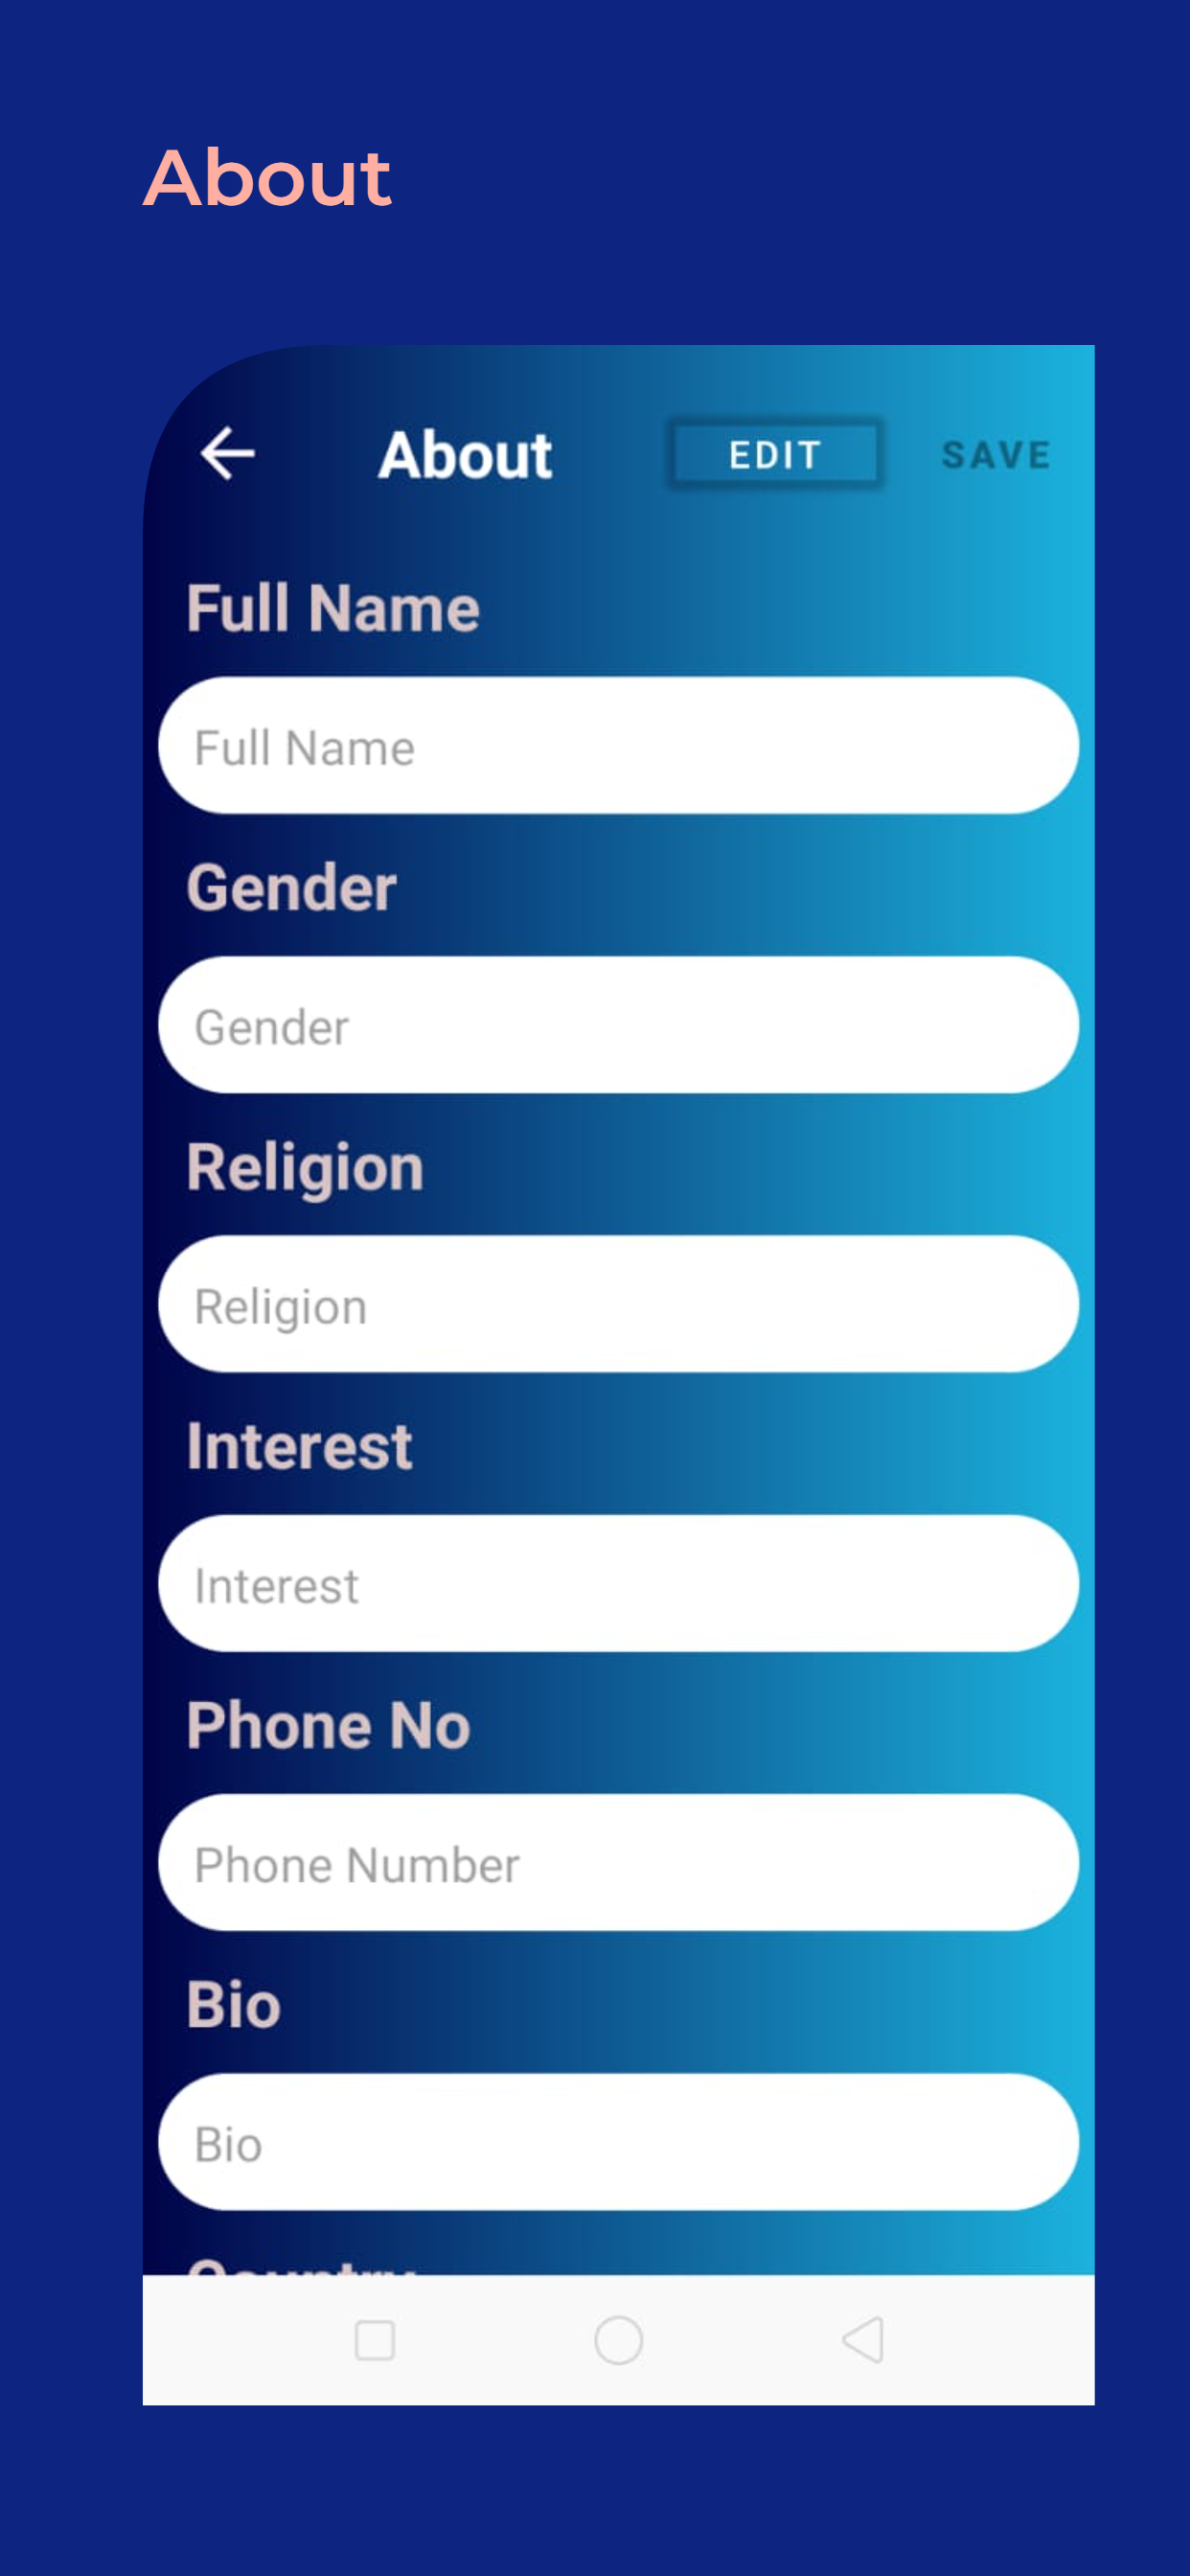 About
About EDIT SAVE
Full Name
Full Name
Gender
Gender
Religion
Religion
Interest
Interest
Phone No
Phone Number
Bio
Bio
Country